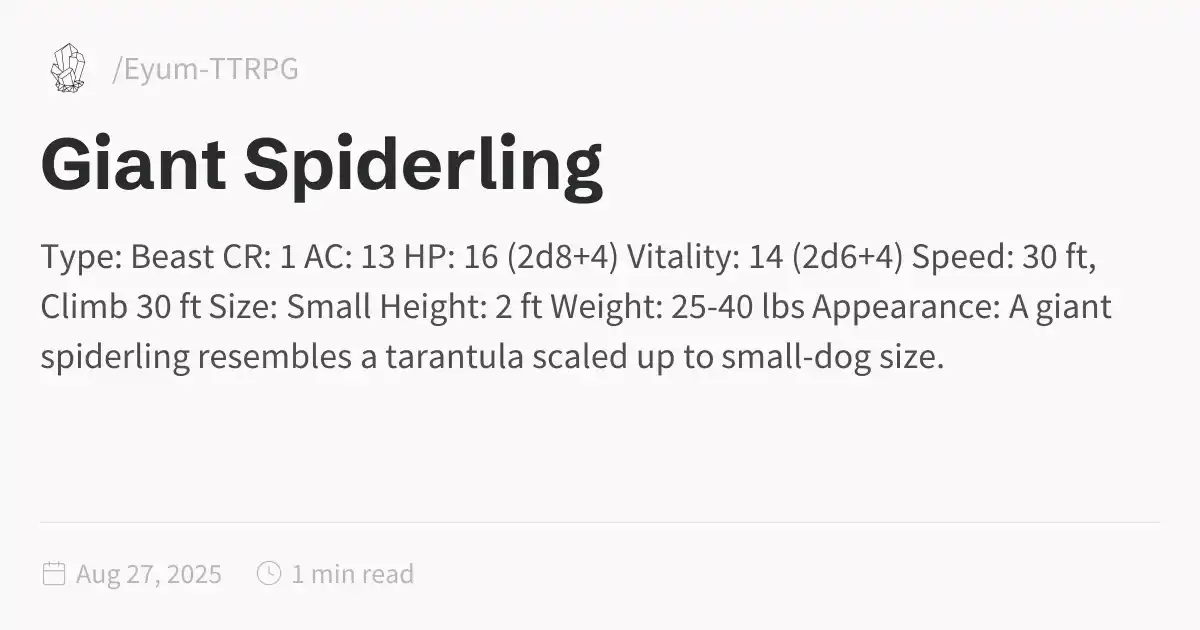 /Eyum-TTRPG
Giant Spiderling
Type: Beast CR: 1 AC: 13 HP: 16 (2d8+4) Vitality: 14 (2d6+4) Speed: 30 ft,
Climb 30 ft Size: Small Height: 2 ft Weight: 25-40 lbs Appearance: A giant
spiderling resembles a tarantula scaled up to small-dog size.
Aug 27, 2025 1 min read